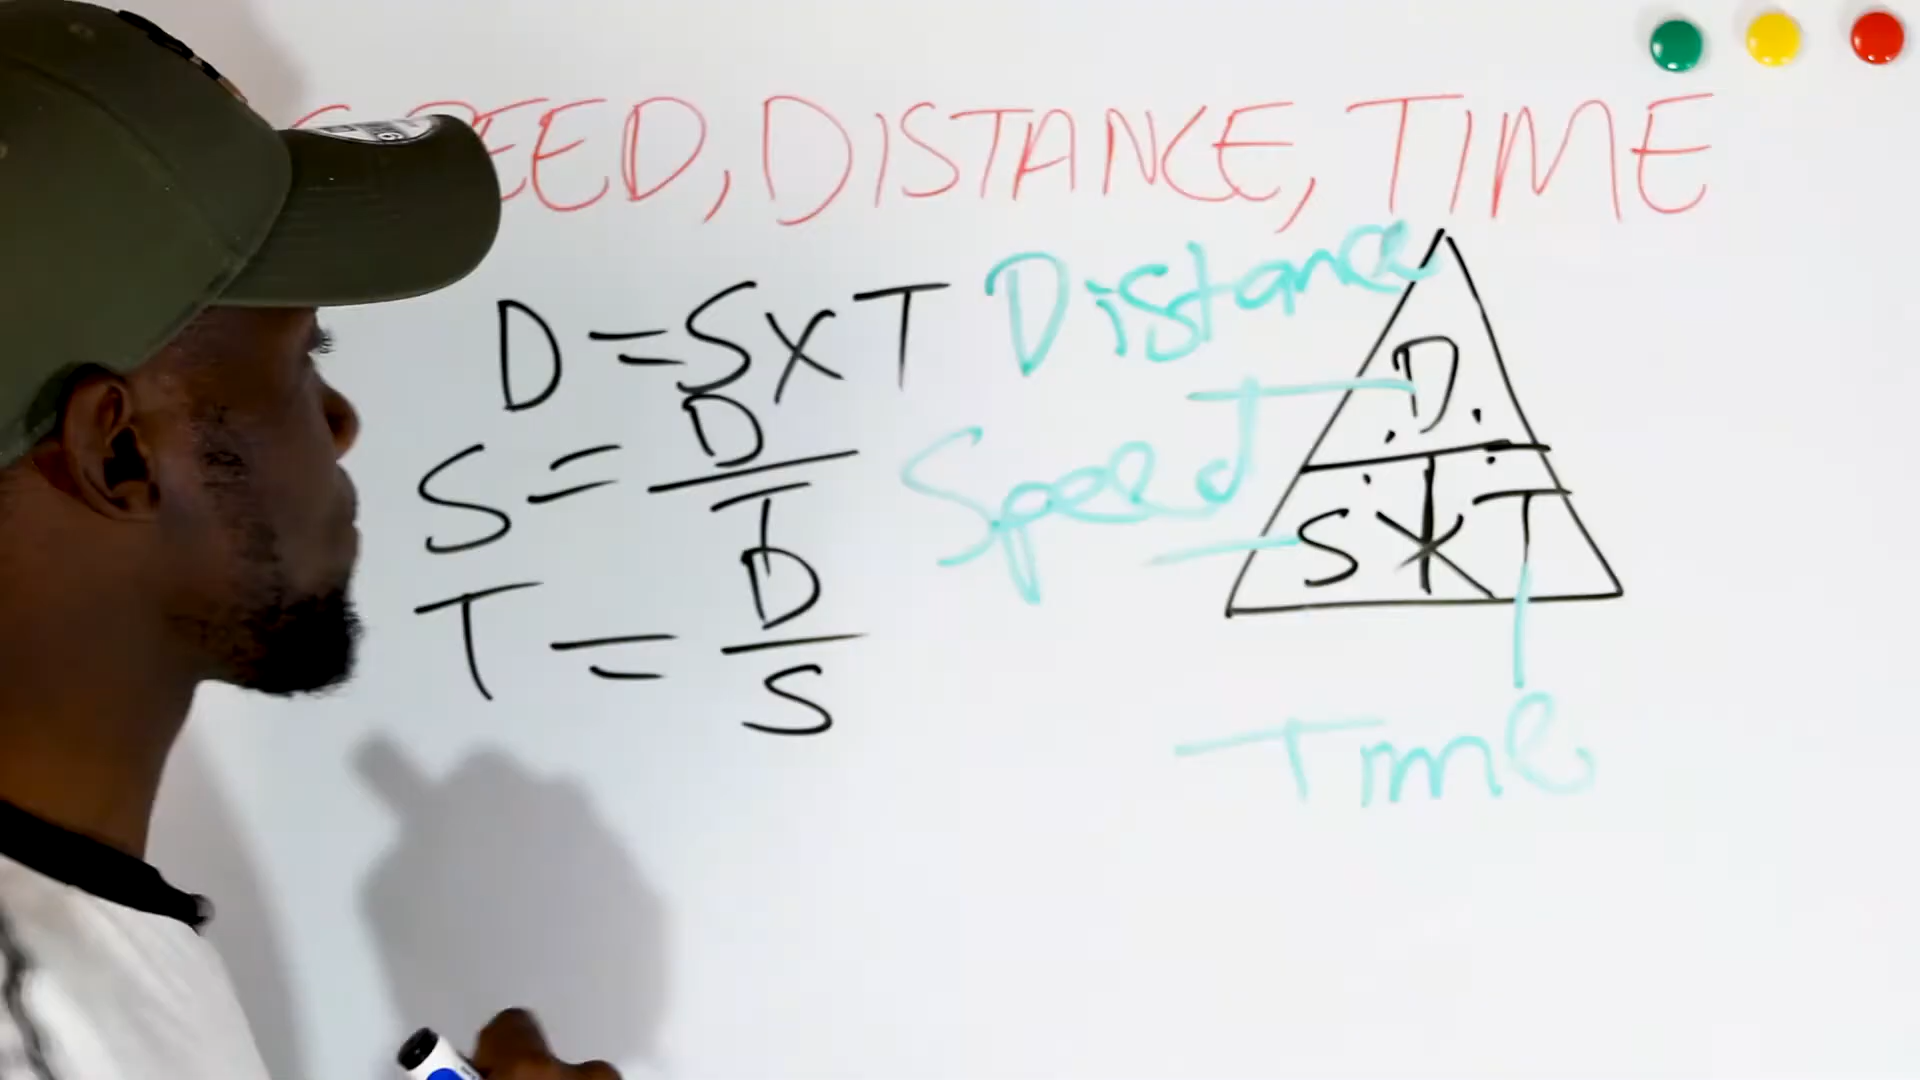 SPEED, DISTANCE, TIME
D = S X T
S = D/T
T = D/S
Distance
Speed
D
S X T
Time